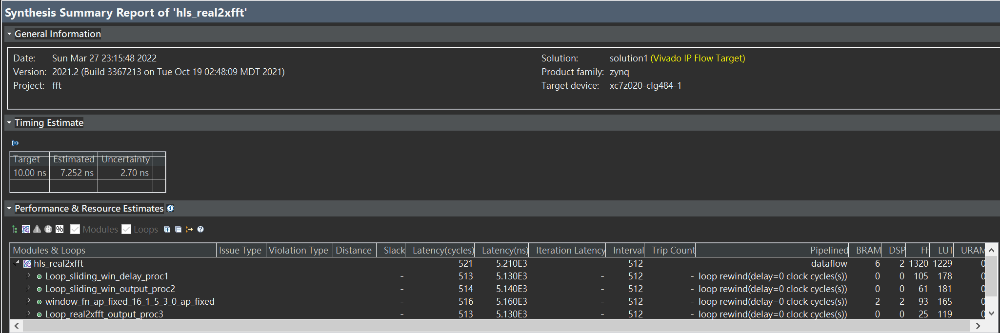 Synthesis Summary Report of 'hls_real2xfft'
General Information
Date: Sun Mar 27 23:15:48 2022 Solution: solution1 (Vivado IP Flow Target)
Version: 2021.2 (Build 3367213 on Tue Oct 19 02:48:09 MDT 2021) Product family: zynq
Project: fft Target device: xc7z020-clg484-1
Timing Estimate
Target Estimated Uncertainty
10.00 ns 7.252 ns 2.70 ns
Performance & Resource Estimates
% Modules Loops
Modules & Loops Issue Type Violation Type Distance Slack Latency(cycles) Latency(ns) Iteration Latency Interval Trip Count Pipelined BRAM DSP FF LUT URAM
hls_real2xfft - 521 5.210E3 - 512 - dataflow 6 2 1320 1229 0
Loop_sliding_win_delay_proc1 - 513 5.130E3 - 512 - loop rewind(delay=0 clock cycles(s)) 0 0 105 178 0
Loop_sliding_win_output_proc2 - 514 5.140E3 - 512 - loop rewind(delay=0 clock cycles(s)) 0 0 61 181 0
window_fn_ap_fixed_16_1_5_3_0_ap_fixed_ - 516 5.160E3 - 512 - loop rewind(delay=0 clock cycles(s)) 2 2 93 165 0
Loop_real2xfft_output_proc3 - 513 5.130E3 - 512 - loop rewind(delay=0 clock cycles(s)) 0 0 25 119 0